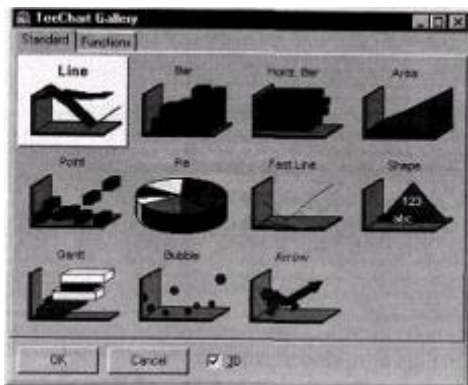 TeeChart Gallery
Standard Functions
Line Bar Horiz. Bar Area
Point Pie Fast Line Shape
123
abc
Gantt Bubble Arrow
OK Cancel 3D